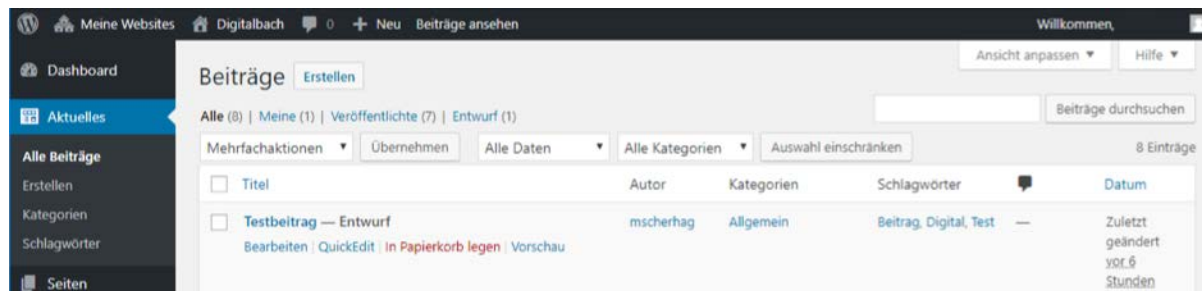 Meine Websites Digitalbach 0 + Neu Beiträge ansehen Willkommen,
Dashboard
Beiträge Erstellen Ansicht anpassen ▼ Hilfe ▼
Aktuelles
Alle (8) | Meine (1) | Veröffentlichte (7) | Entwurf (1) Beiträge durchsuchen
Alle Beiträge
Mehrfachaktionen ▼ Übernehmen Alle Daten ▼ Alle Kategorien ▼ Auswahl einschränken 8 Einträge
Erstellen
Titel Autor Kategorien Schlagwörter Datum
Kategorien
Testbeitrag — Entwurf mscherhag Allgemein Beitrag, Digital, Test — Zuletzt
Schlagwörter
Bearbeiten | QuickEdit | In Papierkorb legen | Vorschau geändert
vor 6
Seiten
Stunden